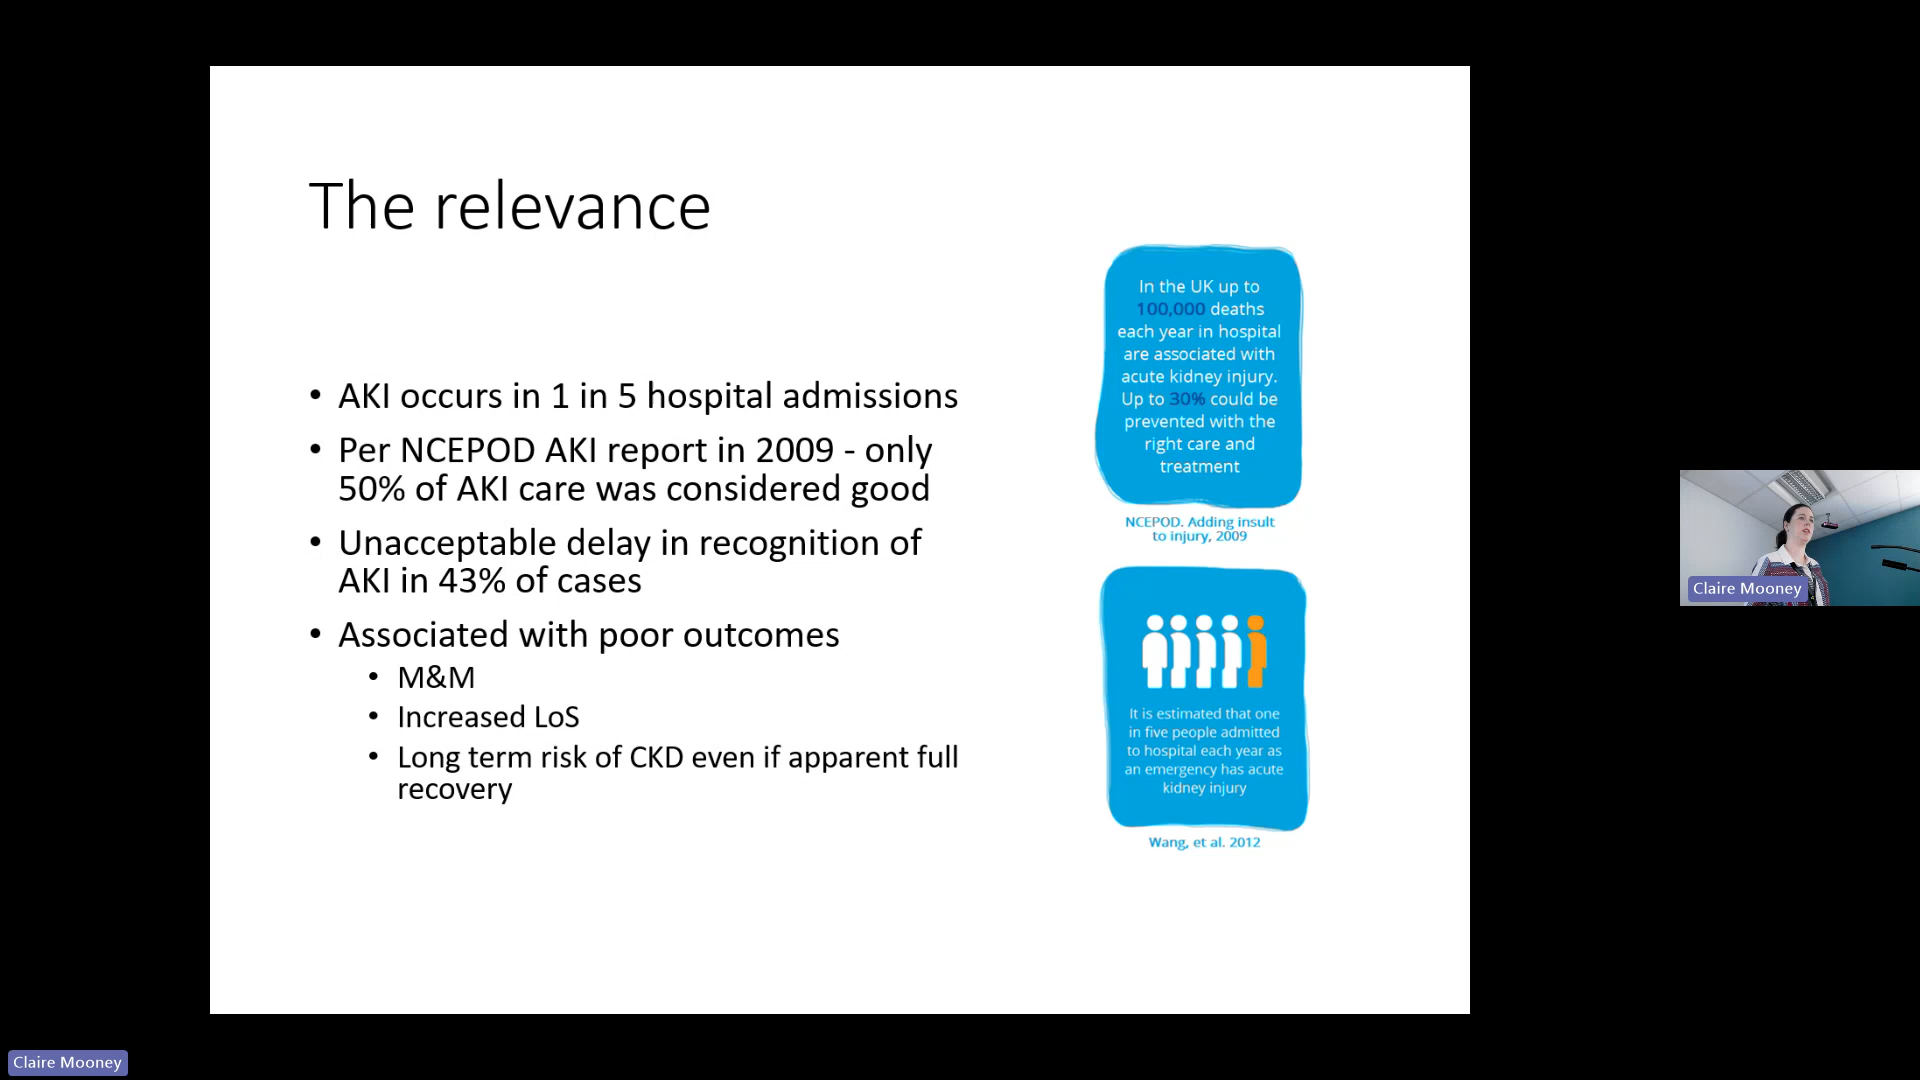 The relevance
• AKI occurs in 1 in 5 hospital admissions
• Per NCEPOD AKI report in 2009 - only
50% of AKI care was considered good
• Unacceptable delay in recognition of
AKI in 43% of cases
• Associated with poor outcomes
• M&M
• Increased LoS
• Long term risk of CKD even if apparent full
recovery
In the UK up to
100,000 deaths
each year in hospital
are associated with
acute kidney injury.
Up to 30% could be
prevented with the
right care and
treatment
NCEPOD. Adding insult
to injury, 2009
It is estimated that one
in five people admitted
to hospital each year as
an emergency has acute
kidney injury
Wang, et al. 2012
Claire Mooney
Claire Mooney